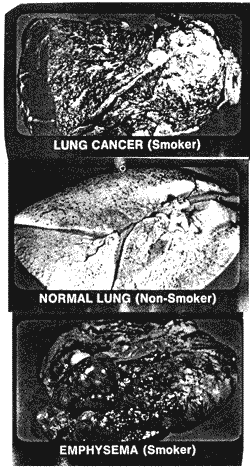 LUNG CANCER (Smoker)
NORMAL LUNG (Non-Smoker)
EMPHYSEMA (Smoker)